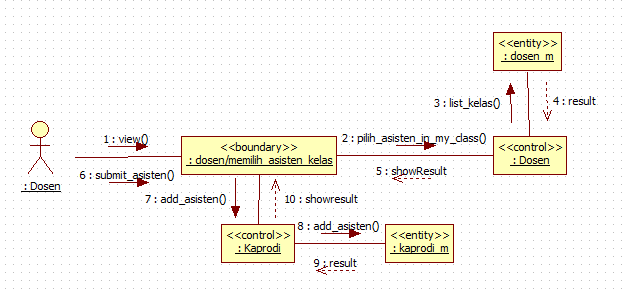 <<entity>>
: dosen_m
3 : list_kelas()
4 : result
1 : view()
<<boundary>>
: dosen/memilih_asisten_kelas
2 : pilih_asisten_in_my_class()
<<control>>
: Dosen
5 : showResult
6 : submit_asisten()
: Dosen
7 : add_asisten()
10 : showresult
<<control>>
: Kaprodi
8 : add_asisten()
<<entity>>
: kaprodi_m
9 : result